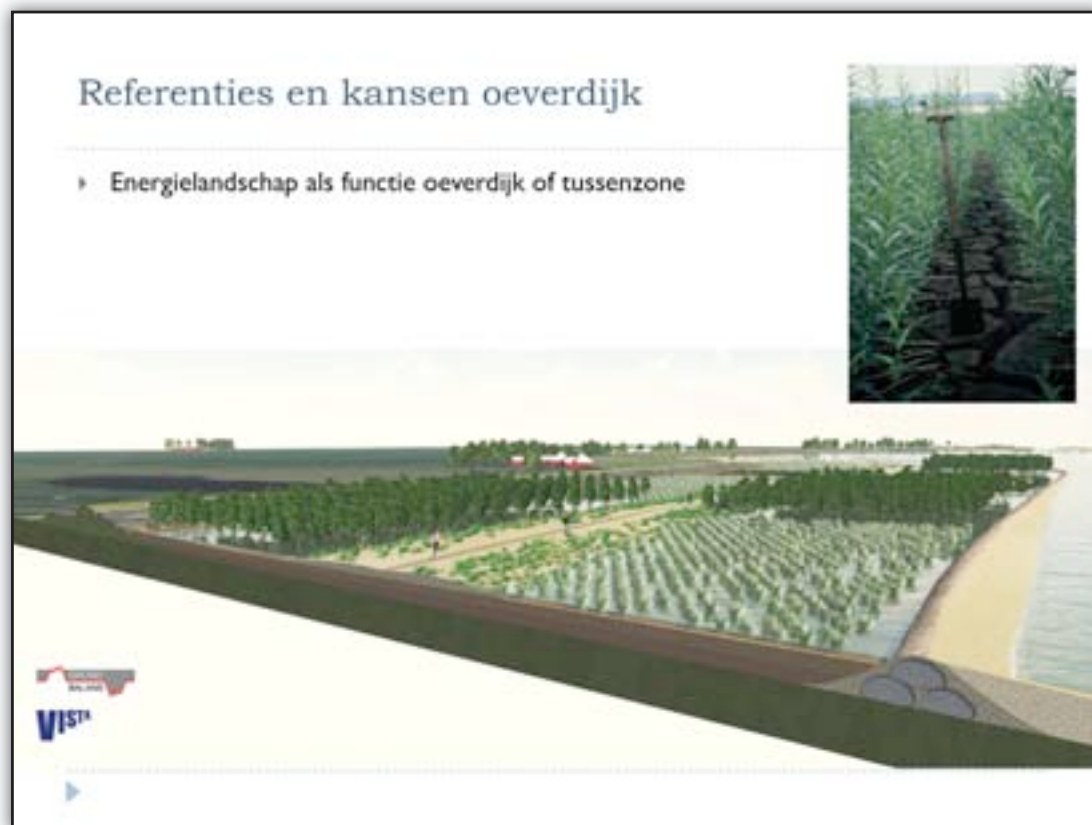 Referenties en kansen oeverdijk
Energielandschap als functie oeverdijk of tussenzone
VISTA